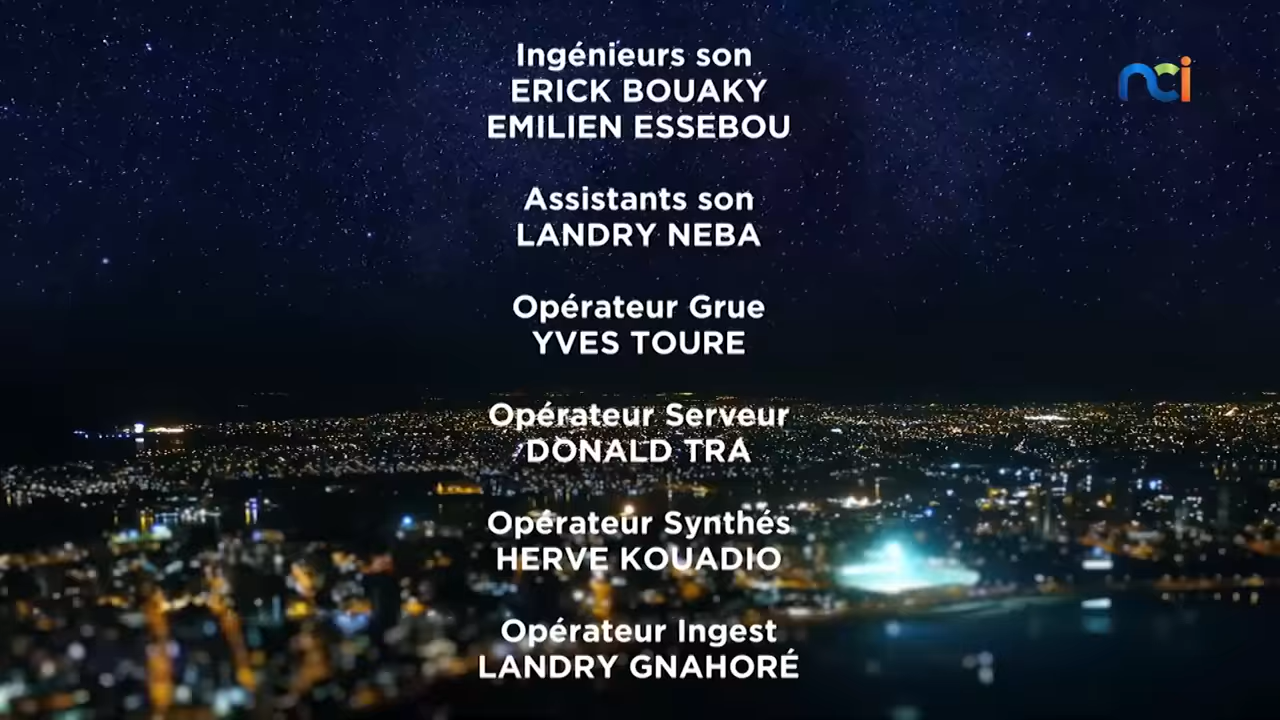 Ingénieurs son
ERICK BOUAKY
EMILIEN ESSEBOU
nci
Assistants son
LANDRY NEBA
Opérateur Grue
YVES TOURE
Opérateur Serveur
DONALD TRA
Opérateur Synthés
HERVE KOUADIO
Opérateur Ingest
LANDRY GNAHORÉ